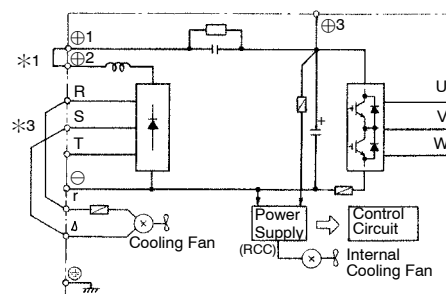 ⊕3
⊕1
*1
⊕2
R
*3
S
T
⊖
r
Δ
Cooling Fan
+
U
V
W
Power
Supply
(RCC)
Control
Circuit
Internal
Cooling Fan